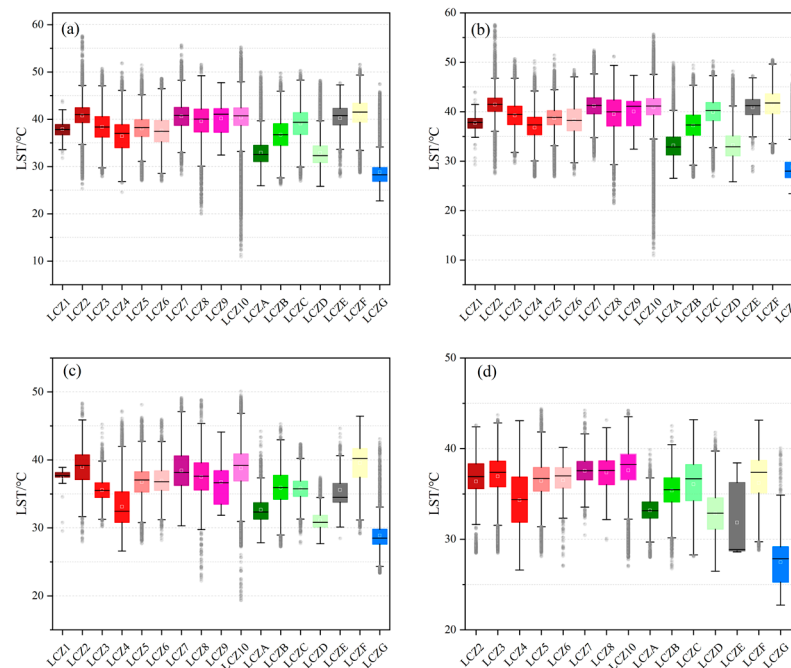 (a)
60
50
40
30
20
10
LST/°C
LCZ1 LCZ2 LCZ3 LCZ4 LCZ5 LCZ6 LCZ7 LCZ8 LCZ9 LCZ10 LCZA LCZB LCZC LCZD LCZE LCZF LCZG
(b)
60
50
40
30
20
10
LST/°C
LCZ1 LCZ2 LCZ3 LCZ4 LCZ5 LCZ6 LCZ7 LCZ8 LCZ9 LCZ10 LCZA LCZB LCZC LCZD LCZE LCZF
(c)
50
40
30
20
LST/°C
LCZ1 LCZ2 LCZ3 LCZ4 LCZ5 LCZ6 LCZ7 LCZ8 LCZ9 LCZ10 LCZA LCZB LCZC LCZD LCZE LCZF LCZG
(d)
50
40
30
20
LST/°C
LCZ2 LCZ3 LCZ4 LCZ5 LCZ6 LCZ7 LCZ8 LCZ10 LCZA LCZB LCZC LCZD LCZE LCZF LCZG